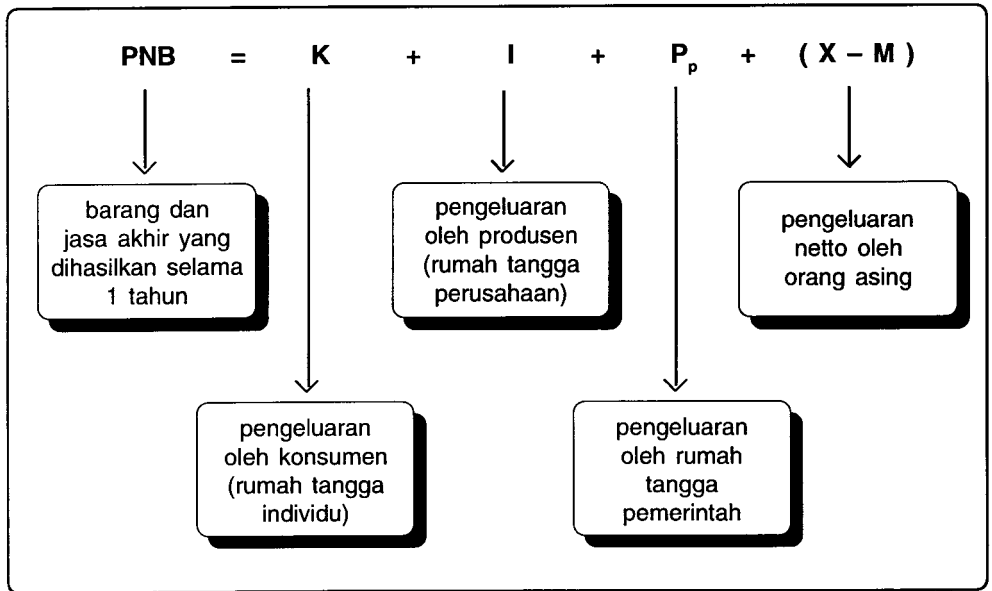 PNB = K + I + Pp + ( X – M )
barang dan
jasa akhir yang
dihasilkan selama
1 tahun
pengeluaran
oleh produsen
(rumah tangga
perusahaan)
pengeluaran
netto oleh
orang asing
pengeluaran
oleh konsumen
(rumah tangga
individu)
pengeluaran
oleh rumah
tangga
pemerintah